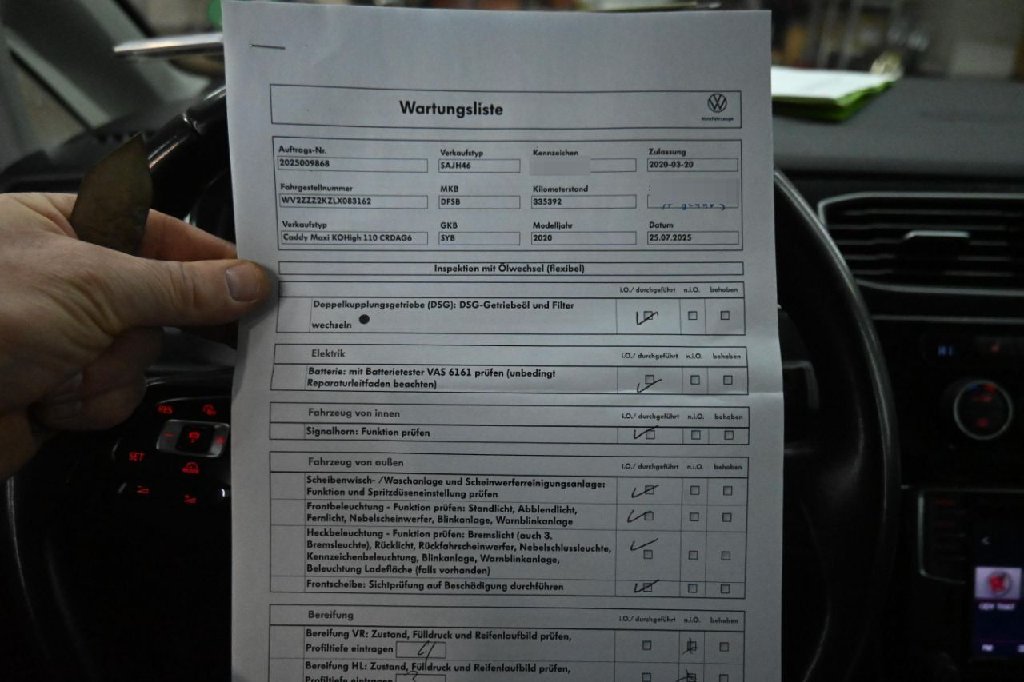 Wartungsliste
Auftrags-Nr.
Verkaufstyp
Kennzeichen
Zulassung
2025009868
SAJH46
2020-03-20
Fahrgestellnummer
MKB
Kilometerstand
WV2ZZZ2KZLX083162
DFSB
335392
Verkaufstyp
GKB
Modelljahr
Datum
Caddy Maxi KOHigh 110 CRDAG6
SYB
2020
25.07.2025
Inspektion mit Ölwechsel (flexibel)
i.O./ durchgeführt n.i.O. behoben
Doppelkupplungsgetriebe (DSG): DSG-Getriebeöl und Filter
wechseln
Elektrik
i.O./ durchgeführt n.i.O. behoben
Batterie: mit Batterietester VAS 6161 prüfen (unbedingt
Reparaturleitfaden beachten)
Fahrzeug von innen
i.O./ durchgeführt n.i.O. behoben
Signalhorn: Funktion prüfen
Fahrzeug von außen
i.O./ durchgeführt n.i.O. behoben
Scheibenwisch- /Waschanlage und Scheinwerferreinigungsanlage:
Funktion und Spritzdüseneinstellung prüfen
Frontbeleuchtung - Funktion prüfen: Standlicht, Abblendlicht,
Fernlicht, Nebelscheinwerfer, Blinkanlage, Warnblinkanlage
Heckbeleuchtung - Funktion prüfen: Bremslicht (auch 3.
Bremsleuchte), Rücklicht, Rückfahrscheinwerfer, Nebelschlussleuchte,
Kennzeichenbeleuchtung, Blinkanlage, Warnblinkanlage,
Beleuchtung Ladefläche (falls vorhanden)
Frontscheibe: Sichtprüfung auf Beschädigung durchführen
Bereifung
i.O./ durchgeführt n.i.O. behoben
Bereifung VR: Zustand, Fülldruck und Reifenlaufbild prüfen,
Profiltiefe eintragen
Bereifung HL: Zustand, Fülldruck und Reifenlaufbild prüfen,
Profiltiefe eintragen
RES
SET